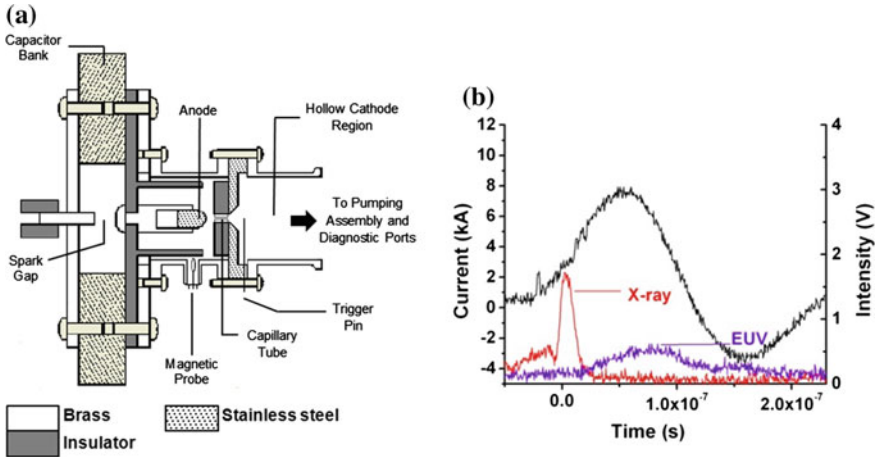 (a)
Capacitor
Bank
Anode
Hollow Cathode
Region
To Pumping
Assembly and
Diagnostic Ports
Spark
Gap
Trigger
Pin
Capillary
Tube
Magnetic
Probe
Brass
Stainless steel
Insulator
(b)
12
10
8
6
4
2
0
-2
-4
Current (kA)
4
3
2
1
0
Intensity (V)
X-ray
EUV
0.0
1.0x10⁻⁷
2.0x10⁻⁷
Time (s)